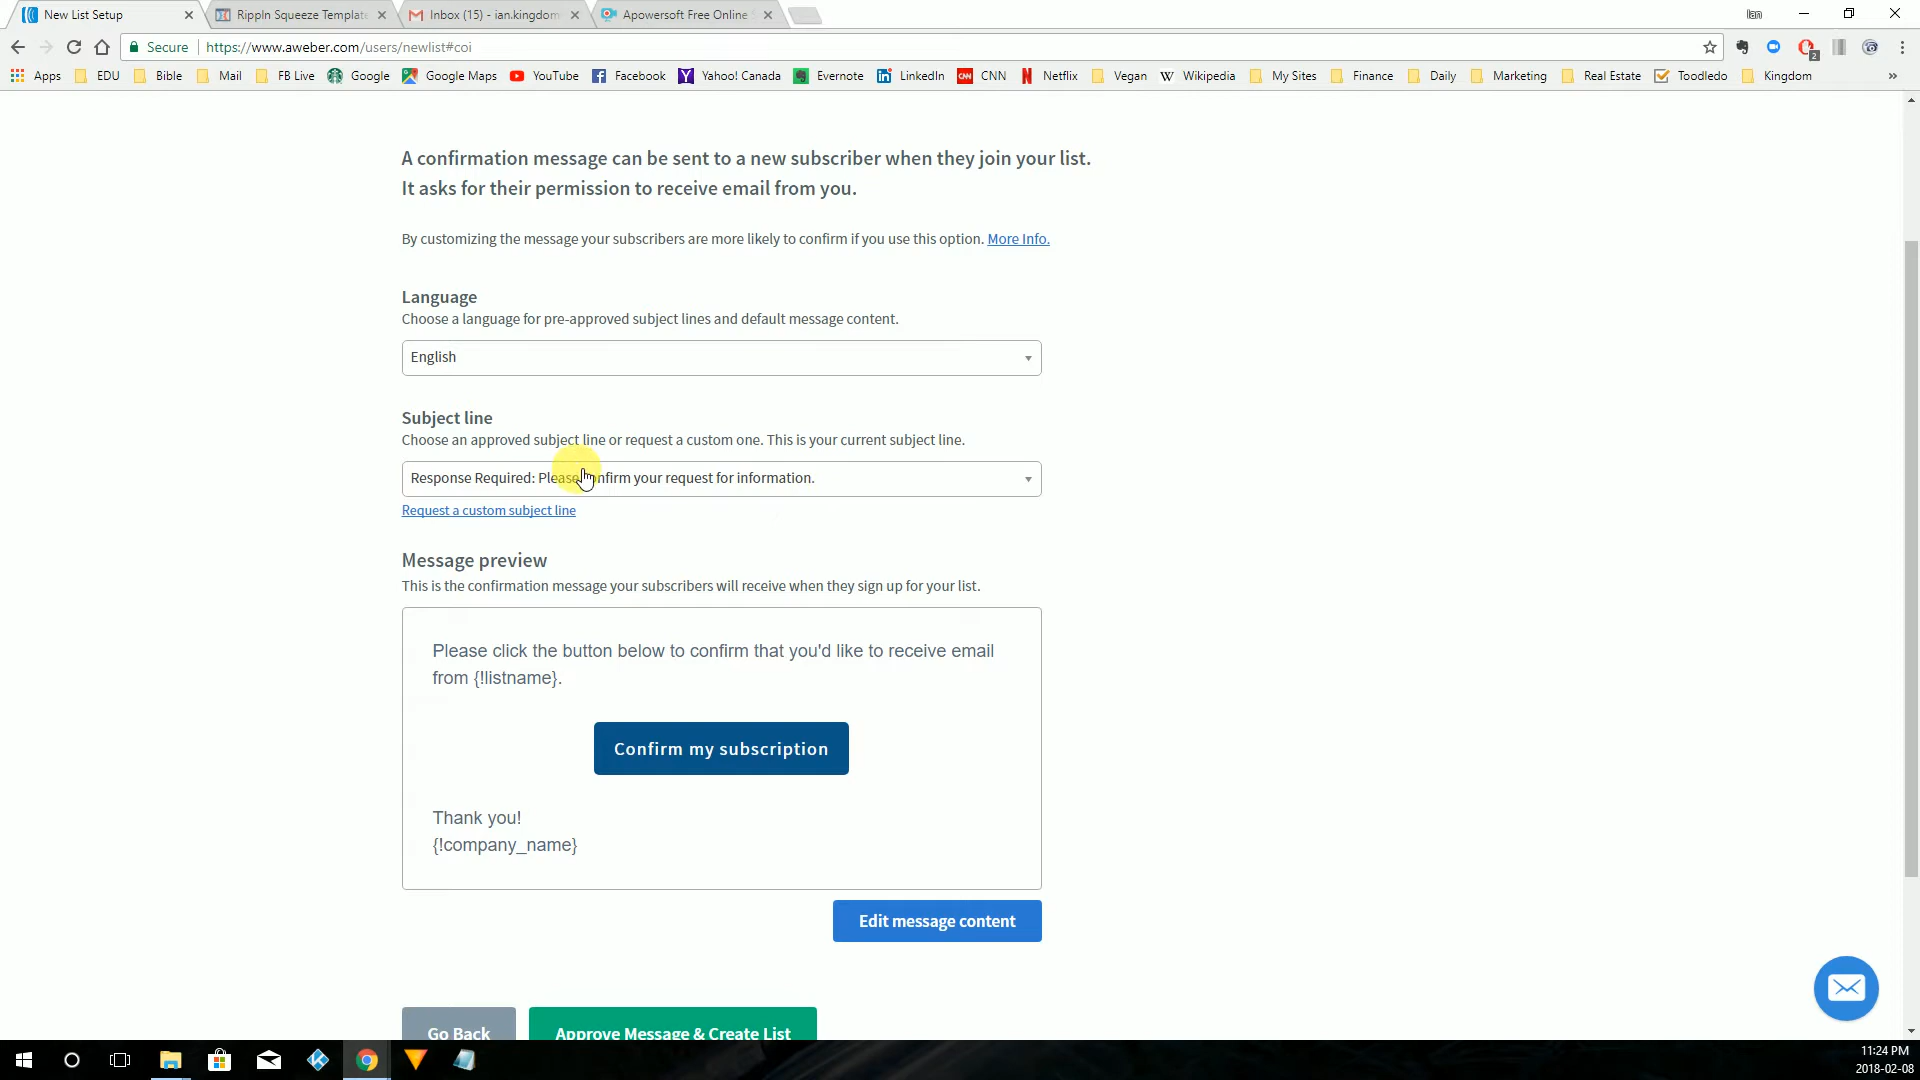 New List Setup
Rippln Squeeze Template
Inbox (15) - ian.kingdom
Apowersoft Free Online S
Ian
Secure
https://www.aweber.com/users/newlist#coi
2
Apps
EDU
Bible
Mail
FB Live
Google
Google Maps
YouTube
Facebook
Yahoo! Canada
Evernote
LinkedIn
CNN
Netflix
Vegan
Wikipedia
My Sites
Finance
Daily
Marketing
Real Estate
Toodledo
Kingdom
A confirmation message can be sent to a new subscriber when they join your list.
It asks for their permission to receive email from you.
By customizing the message your subscribers are more likely to confirm if you use this option. More Info.
Language
Choose a language for pre-approved subject lines and default message content.
English
Subject line
Choose an approved subject line or request a custom one. This is your current subject line.
Response Required: Please confirm your request for information.
Request a custom subject line
Message preview
This is the confirmation message your subscribers will receive when they sign up for your list.
Please click the button below to confirm that you'd like to receive email
from {!listname}.
Confirm my subscription
Thank you!
{!company_name}
Edit message content
Go Back
Approve Message & Create List
11:24 PM
2018-02-08